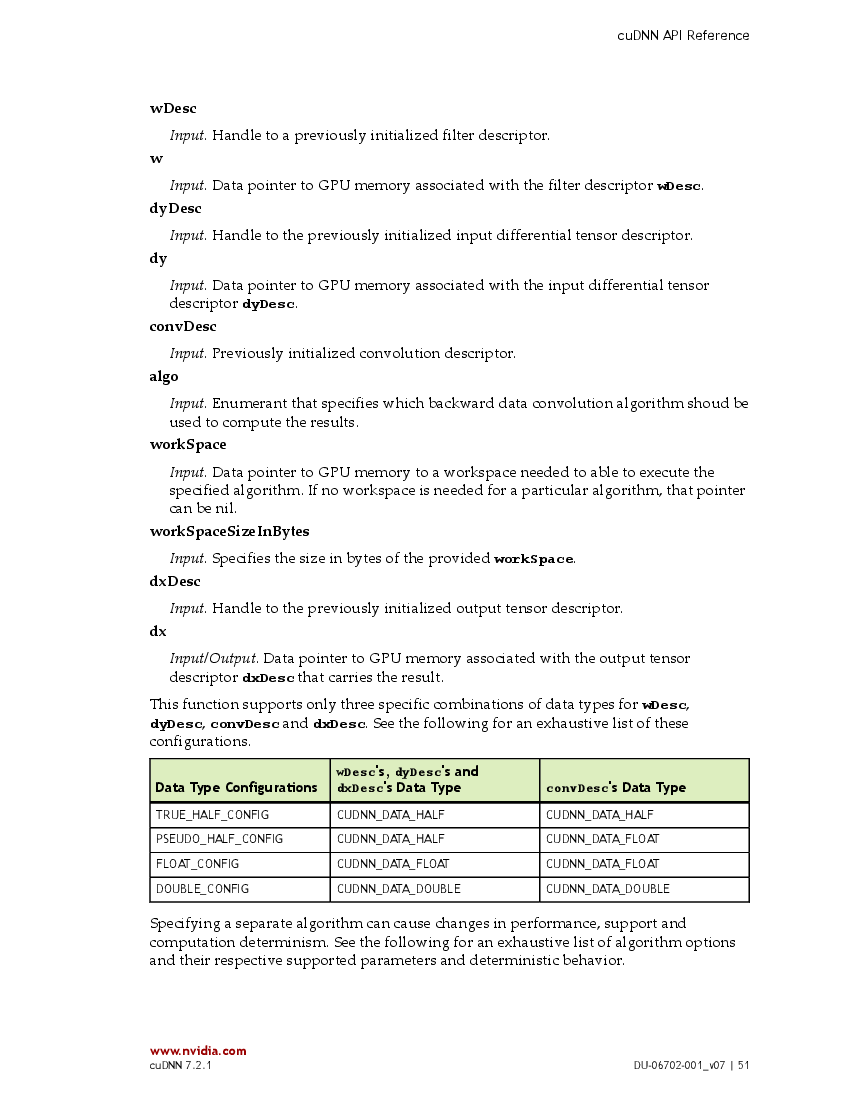 cuDNN API Reference
wDesc
Input. Handle to a previously initialized filter descriptor.
w
Input. Data pointer to GPU memory associated with the filter descriptor wDesc.
dyDesc
Input. Handle to the previously initialized input differential tensor descriptor.
dy
Input. Data pointer to GPU memory associated with the input differential tensor
descriptor dyDesc.
convDesc
Input. Previously initialized convolution descriptor.
algo
Input. Enumerant that specifies which backward data convolution algorithm shoud be
used to compute the results.
workSpace
Input. Data pointer to GPU memory to a workspace needed to able to execute the
specified algorithm. If no workspace is needed for a particular algorithm, that pointer
can be nil.
workSpaceSizeInBytes
Input. Specifies the size in bytes of the provided workSpace.
dxDesc
Input. Handle to the previously initialized output tensor descriptor.
dx
Input/Output. Data pointer to GPU memory associated with the output tensor
descriptor dxDesc that carries the result.
This function supports only three specific combinations of data types for wDesc,
dyDesc, convDesc and dxDesc. See the following for an exhaustive list of these
configurations.
wDesc's, dyDesc's and
Data Type Configurations dxDesc's Data Type convDesc's Data Type
TRUE_HALF_CONFIG CUDNN_DATA_HALF CUDNN_DATA_HALF
PSEUDO_HALF_CONFIG CUDNN_DATA_HALF CUDNN_DATA_FLOAT
FLOAT_CONFIG CUDNN_DATA_FLOAT CUDNN_DATA_FLOAT
DOUBLE_CONFIG CUDNN_DATA_DOUBLE CUDNN_DATA_DOUBLE
Specifying a separate algorithm can cause changes in performance, support and
computation determinism. See the following for an exhaustive list of algorithm options
and their respective supported parameters and deterministic behavior.
www.nvidia.com
cuDNN 7.2.1 DU-06702-001_v07 | 51